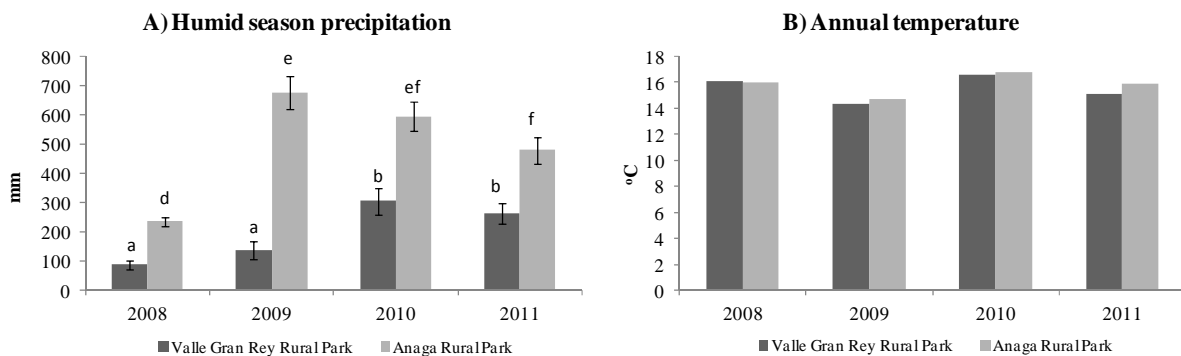 A) Humid season precipitation
800
700
600
500
400
300
200
100
0
mm
a
d
a
e
b
ef
b
f
2008 2009 2010 2011
Valle Gran Rey Rural Park Anaga Rural Park
B) Annual temperature
18
16
14
12
10
8
6
4
2
0
ºC
2008 2009 2010 2011
Valle Gran Rey Rural Park Anaga Rural Park